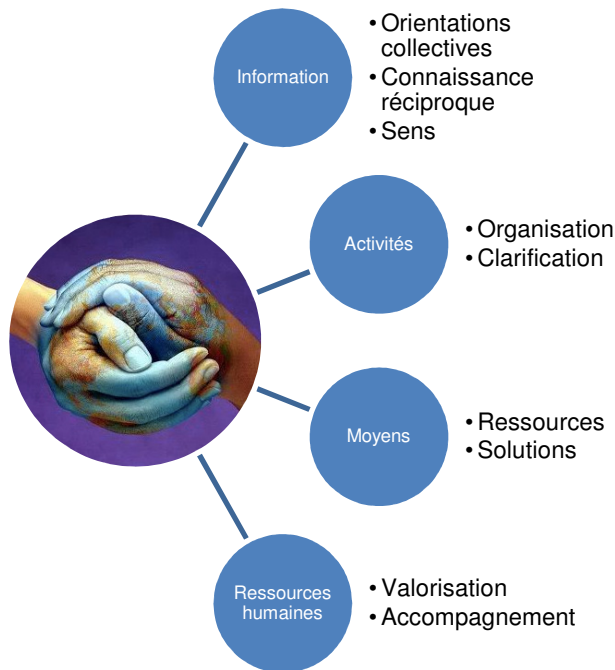 Information
• Orientations
collectives
• Connaissance
réciproque
• Sens
Activités
• Organisation
• Clarification
Moyens
• Ressources
• Solutions
Ressources
humaines
• Valorisation
• Accompagnement